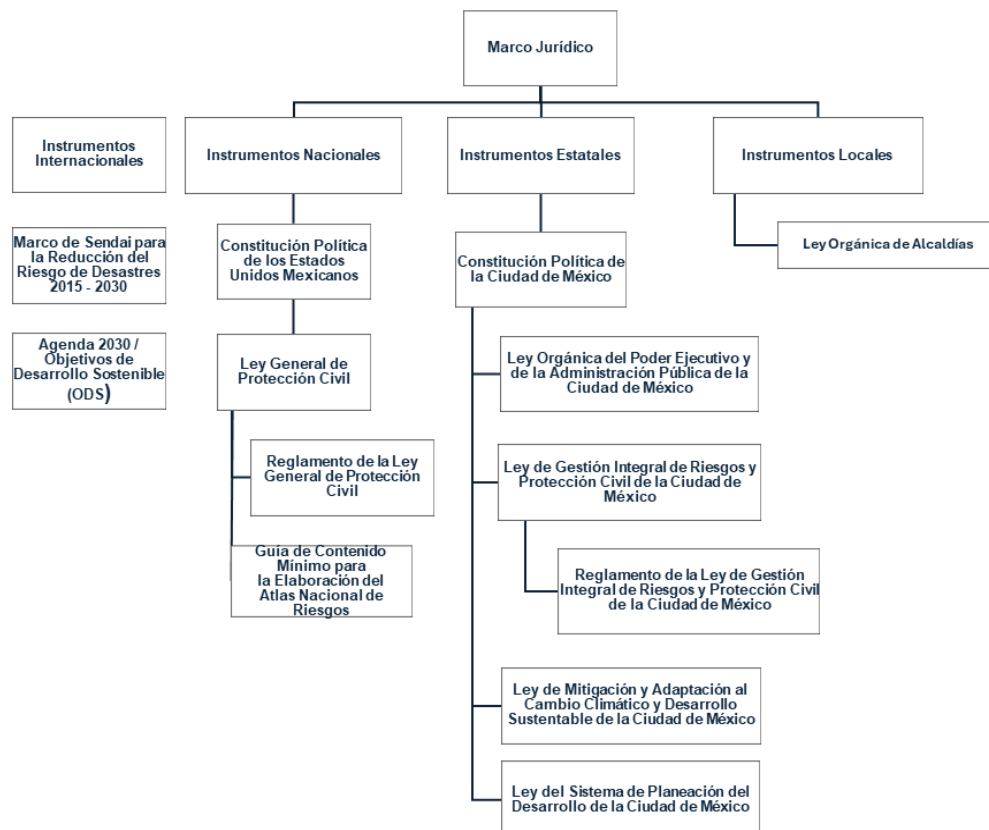 Marco Jurídico
Instrumentos
Internacionales
Marco de Sendai para
la Reducción del
Riesgo de Desastres
2015 - 2030
Agenda 2030 /
Objetivos de
Desarrollo Sostenible
(ODS)
Instrumentos Nacionales
Constitución Política
de los Estados
Unidos Mexicanos
Ley General de
Protección Civil
Reglamento de la Ley
General de Protección
Civil
Guía de Contenido
Mínimo para
la Elaboración del
Atlas Nacional de
Riesgos
Instrumentos Estatales
Constitución Política de
la Ciudad de México
Ley Orgánica del Poder Ejecutivo y
de la Administración Pública de la
Ciudad de México
Ley de Gestión Integral de Riesgos y
Protección Civil de la Ciudad de
México
Reglamento de la Ley de Gestión
Integral de Riesgos y Protección Civil
de la Ciudad de México
Ley de Mitigación y Adaptación al
Cambio Climático y Desarrollo
Sustentable de la Ciudad de México
Ley del Sistema de Planeación del
Desarrollo de la Ciudad de México
Instrumentos Locales
Ley Orgánica de Alcaldías